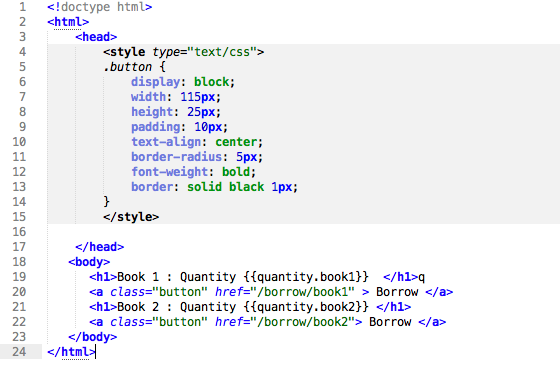 1 <!doctype html>
2 <html>
3 <head>
4 <style type="text/css">
5 .button {
6 display: block;
7 width: 115px;
8 height: 25px;
9 padding: 10px;
10 text-align: center;
11 border-radius: 5px;
12 font-weight: bold;
13 border: solid black 1px;
14 }
15 </style>
16
17 </head>
18 <body>
19 <h1>Book 1 : Quantity {{quantity.book1}}  </h1>q
20 <a class="button" href="/borrow/book1" > Borrow </a>
21 <h1>Book 2 : Quantity {{quantity.book2}} </h1>
22 <a class="button" href="/borrow/book2"> Borrow </a>
23 </body>
24 </html>